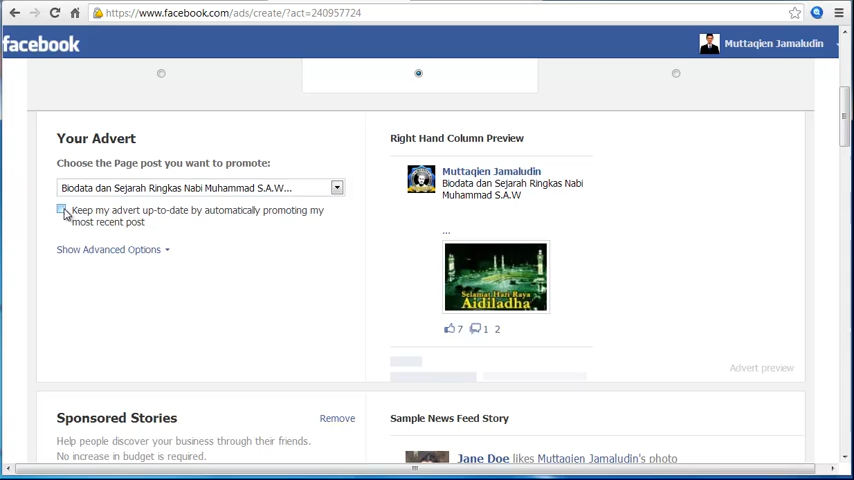 https://www.facebook.com/ads/create/?act=240957724
facebook
Muttaqien Jamaludin
Your Advert
Choose the Page post you want to promote:
Biodata dan Sejarah Ringkas Nabi Muhammad S.A.W...
Keep my advert up-to-date by automatically promoting my
most recent post
Show Advanced Options
Right Hand Column Preview
Muttaqien Jamaludin
Biodata dan Sejarah Ringkas Nabi
Muhammad S.A.W
...
Selamat Hari Raya
Aidiladha
7 1 2
Advert preview
Sponsored Stories
Remove
Help people discover your business through their friends.
No increase in budget is required.
Sample News Feed Story
Jane Doe likes Muttaqien Jamaludin's photo